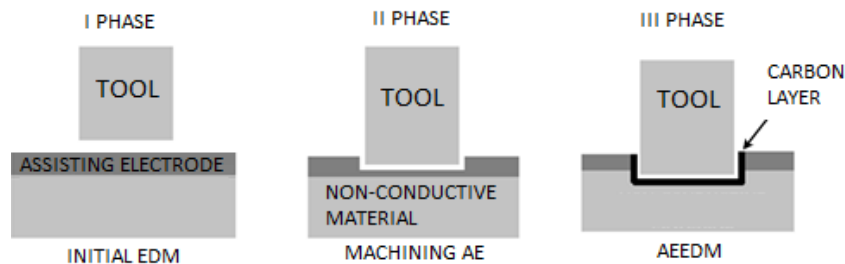 I PHASE
II PHASE
III PHASE
TOOL
TOOL
TOOL
CARBON
LAYER
ASSISTING ELECTRODE
NON-CONDUCTIVE
MATERIAL
INITIAL EDM
MACHINING AE
AEEDM